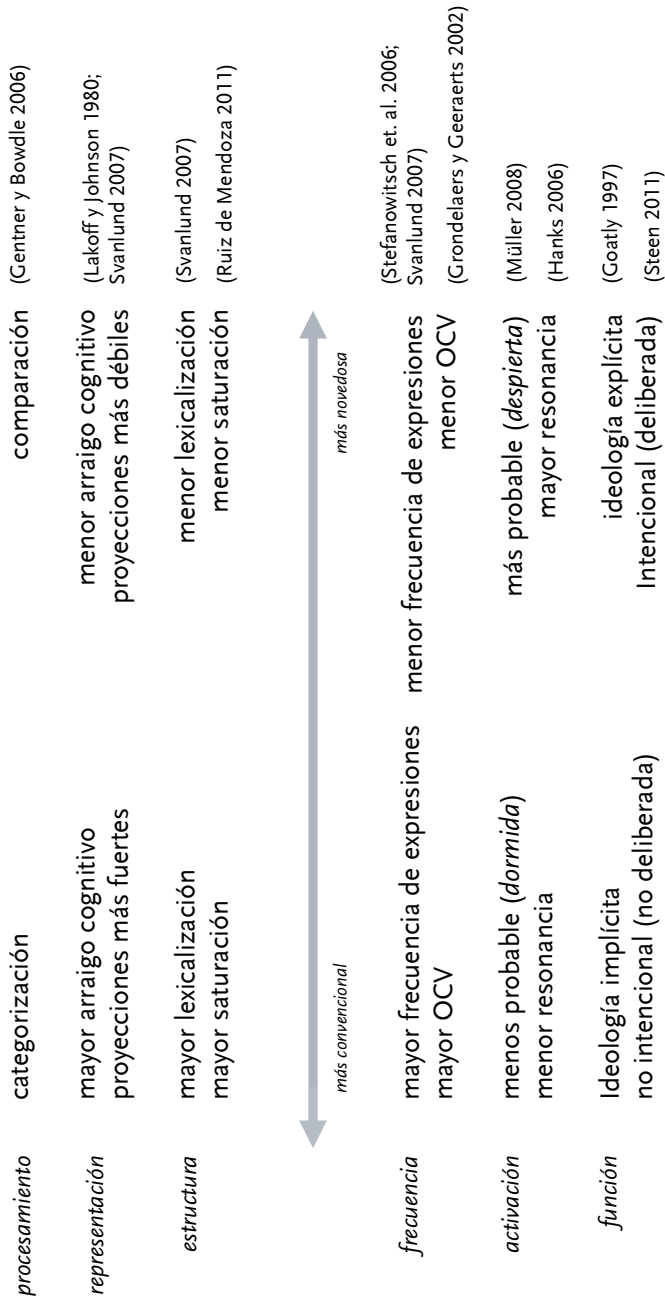 procesamiento categorización comparación (Gentner y Bowdle 2006)
representación mayor arraigo cognitivo menor arraigo cognitivo (Lakoff y Johnson 1980;
proyecciones más fuertes proyecciones más débiles Svanlund 2007)
estructura mayor lexicalización menor lexicalización (Svanlund 2007)
mayor saturación menor saturación (Ruiz de Mendoza 2011)
más convencional más novedosa
frecuencia mayor frecuencia de expresiones menor frecuencia de expresiones (Stefanowitsch et. al. 2006;
Svanlund 2007)
mayor OCV menor OCV (Grondelaers y Geeraerts 2002)
activación menos probable (dormida) más probable (despierta) (Müller 2008)
menor resonancia mayor resonancia (Hanks 2006)
función Ideología implícita ideología explícita (Goatly 1997)
no intencional (no deliberada) Intencional (deliberada) (Steen 2011)